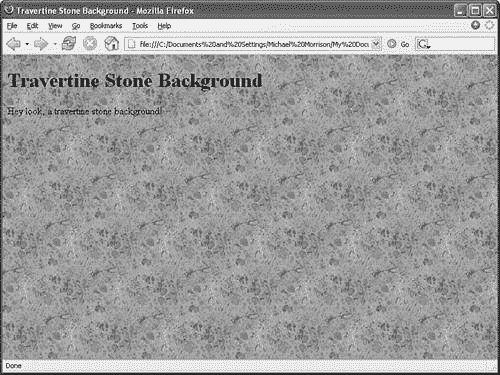 Travertine Stone Background - Mozilla Firefox
File Edit View Go Bookmarks Tools Help
file:///C:/Documents%20and%20Settings/Michael%20Morrison/My%20Docu Go
Travertine Stone Background
Hey look, a travertine stone background!
Done